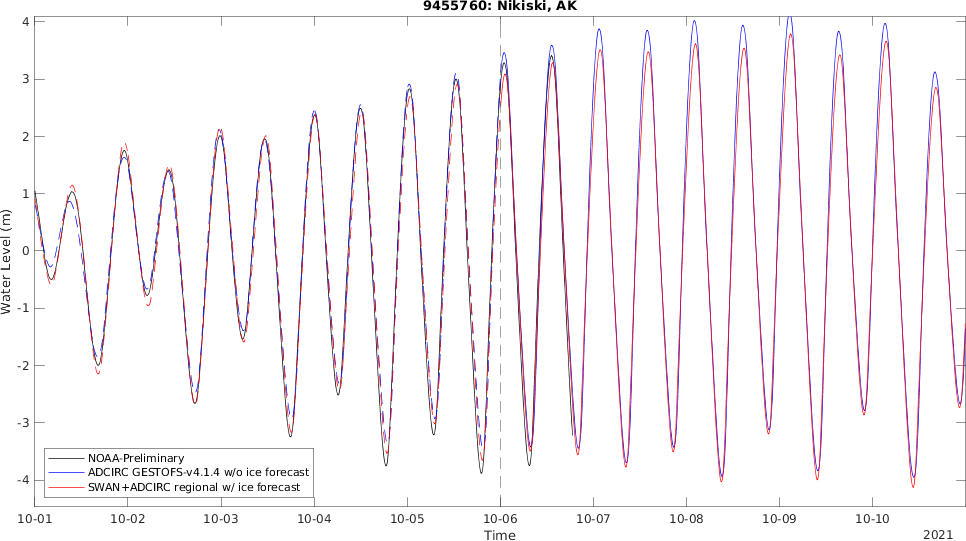 9455760: Nikiski, AK
4
3
2
1
0
-1
-2
-3
-4
Water Level (m)
NOAA-Preliminary
ADCIRC GESTOFS-v4.1.4 w/o ice forecast
SWAN+ADCIRC regional w/ ice forecast
10-01 10-02 10-03 10-04 10-05 10-06 10-07 10-08 10-09 10-10
Time
2021